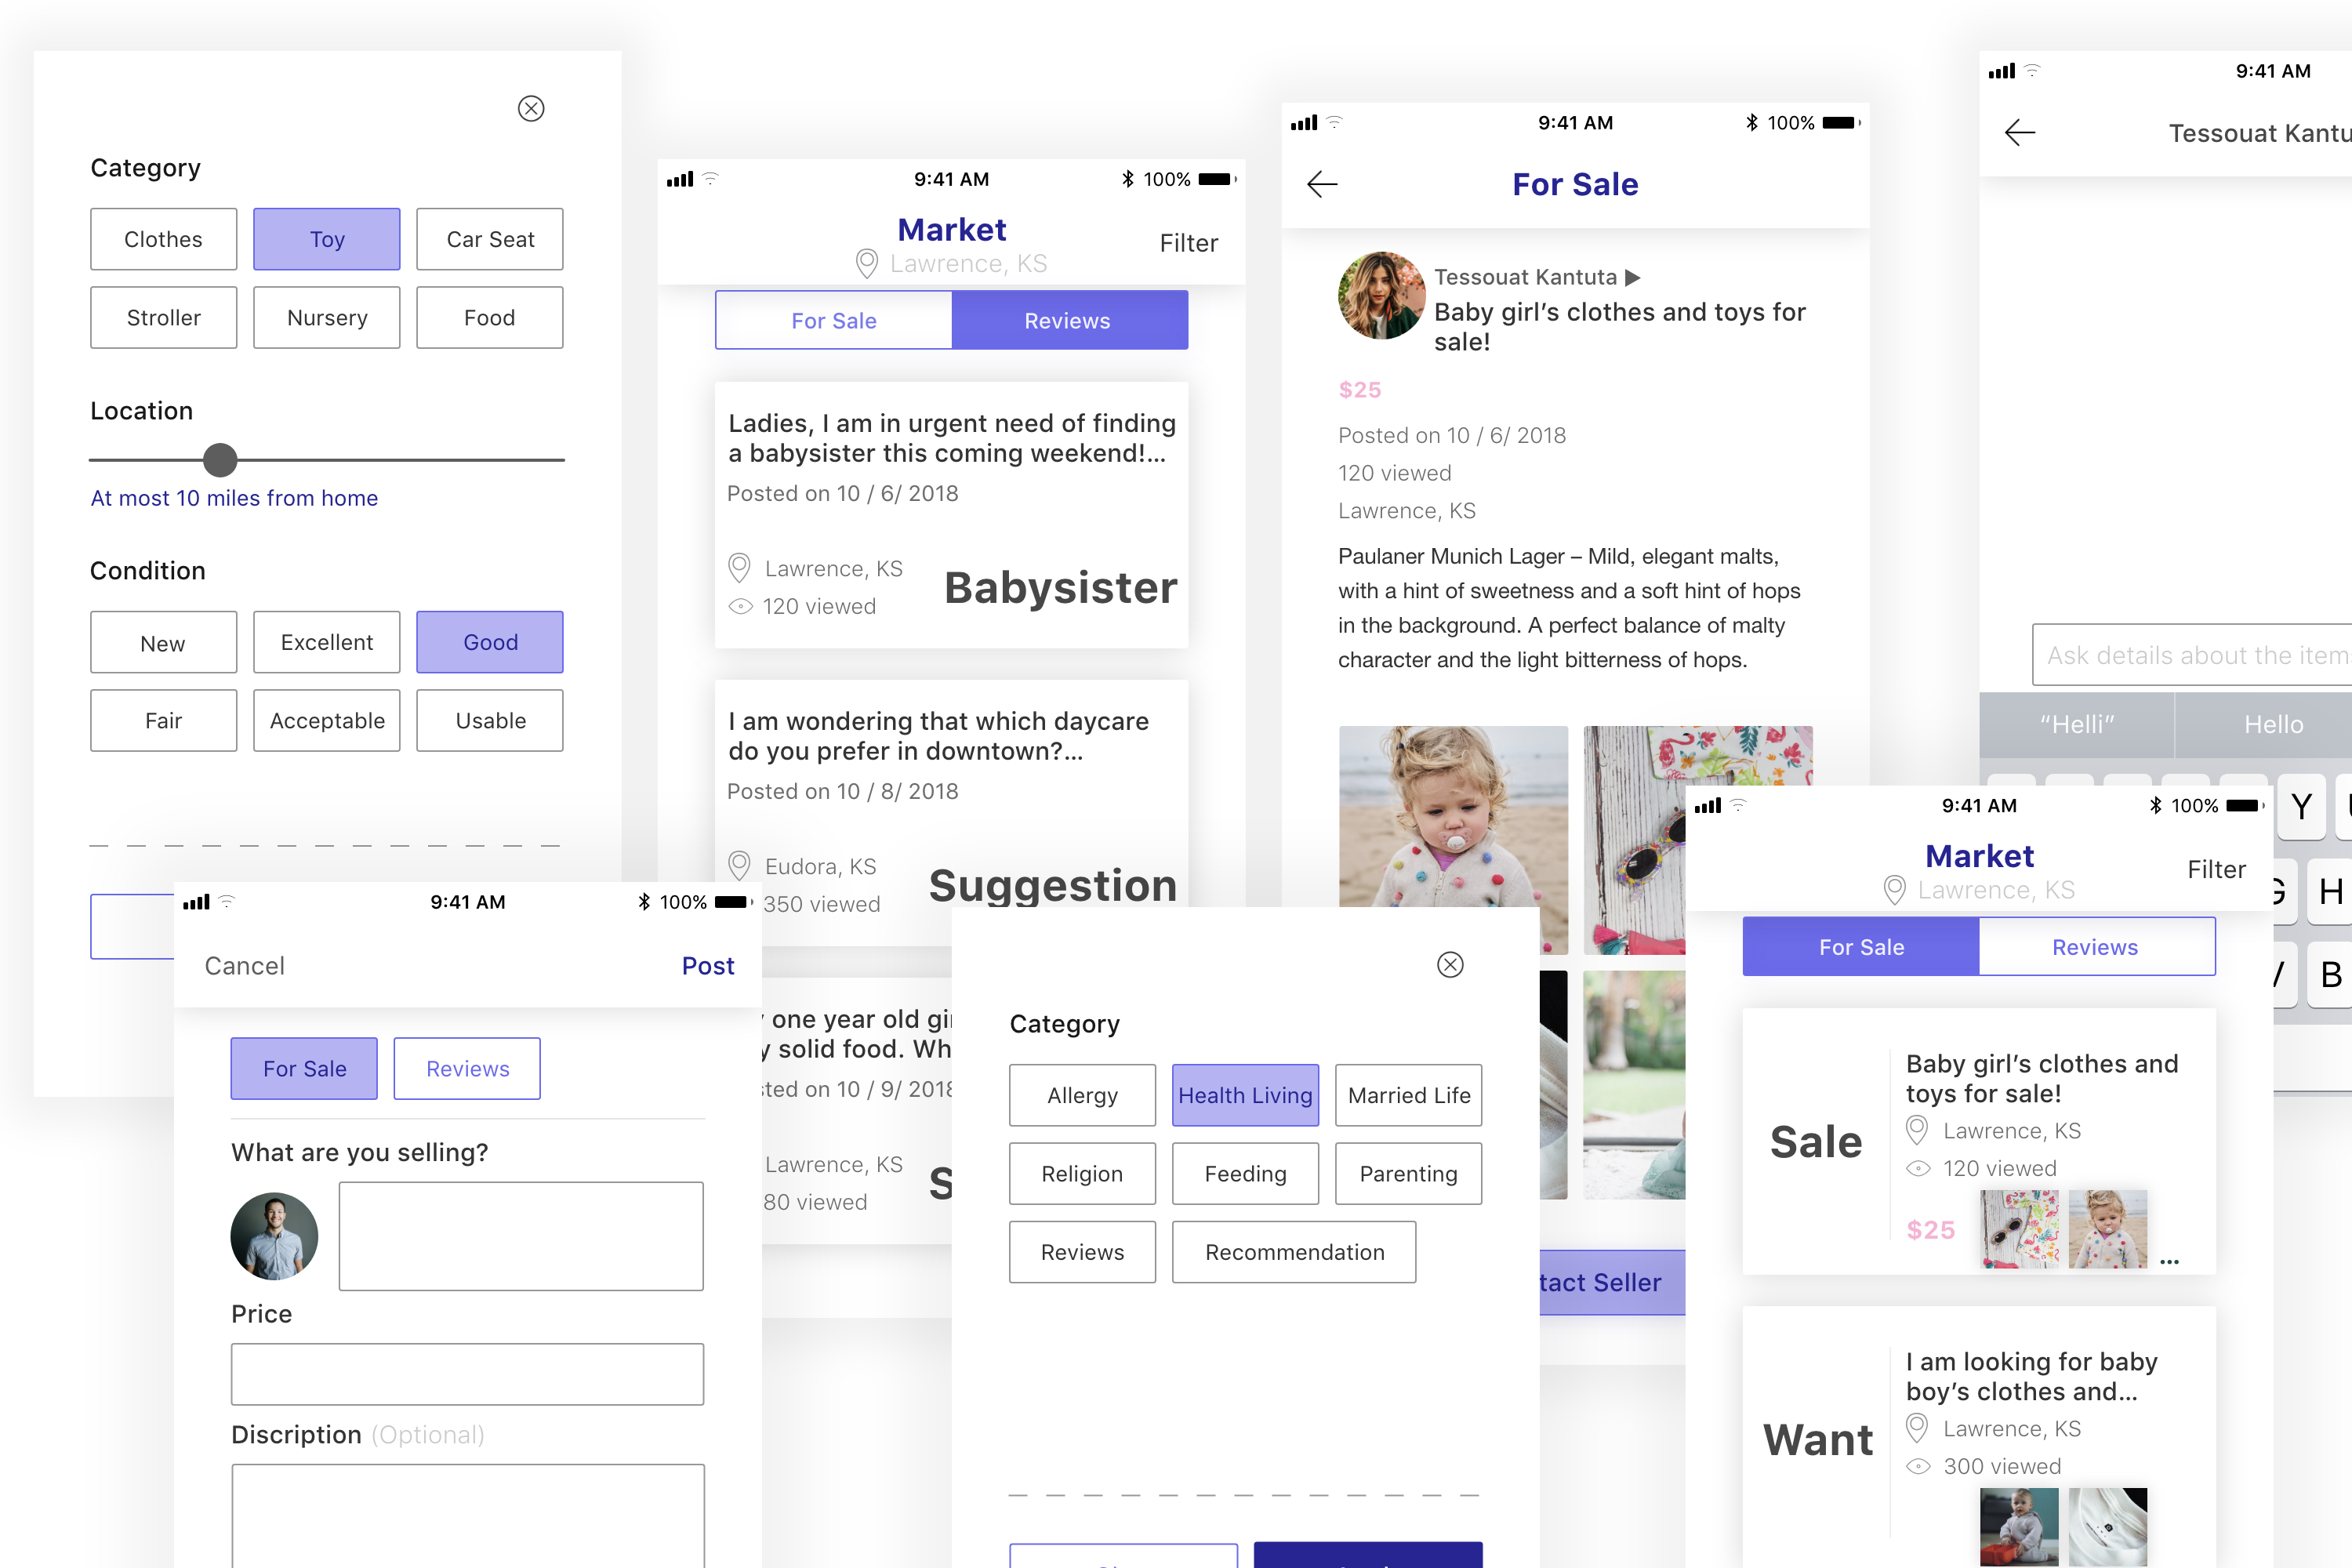 Category
Clothes
Toy
Car Seat
Stroller
Nursery
Food
Location
At most 10 miles from home
Condition
New
Excellent
Good
Fair
Acceptable
Usable
9:41 AM
100%
Market
Lawrence, KS
Filter
For Sale
Reviews
Ladies, I am in urgent need of finding
a babysister this coming weekend!...
Posted on 10 / 6/ 2018
Lawrence, KS
120 viewed
Babysister
I am wondering that which daycare
do you prefer in downtown?...
Posted on 10 / 8/ 2018
Eudora, KS
350 viewed
Suggestion
one year old
solid food.
on 10 / 9/ 2018
Lawrence, KS
80 viewed
9:41 AM
100%
For Sale
Tessouat Kantuta
Baby girl’s clothes and toys for
sale!
$25
Posted on 10 / 6/ 2018
120 viewed
Lawrence, KS
Paulaner Munich Lager – Mild, elegant malts,
with a hint of sweetness and a soft hint of hops
in the background. A perfect balance of malty
character and the light bitterness of hops.
Seller
9:41 AM
Tessouat
Ask details about the item
“Helli”
Hello
Y
G
H
V
B
9:41 AM
100%
Cancel
Post
For Sale
Reviews
What are you selling?
Price
Discription (Optional)
Category
Allergy
Health Living
Married Life
Religion
Feeding
Parenting
Reviews
Recommendation
9:41 AM
100%
Market
Lawrence, KS
Filter
For Sale
Reviews
Sale
Baby girl’s clothes and
toys for sale!
Lawrence, KS
120 viewed
$25
...
Want
I am looking for baby
boy’s clothes and...
Lawrence, KS
300 viewed